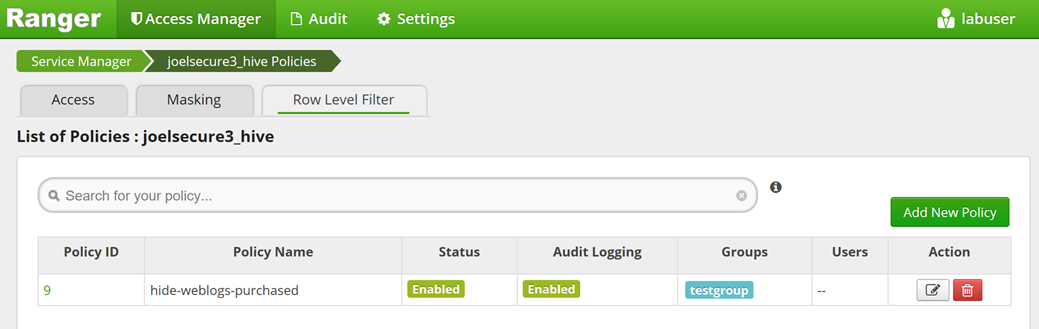 Ranger Access Manager Audit Settings labuser
Service Manager joelsecure3_hive Policies
Access Masking Row Level Filter
List of Policies : joelsecure3_hive
Search for your policy...
Add New Policy
Policy ID Policy Name Status Audit Logging Groups Users Action
9 hide-weblogs-purchased Enabled Enabled testgroup --